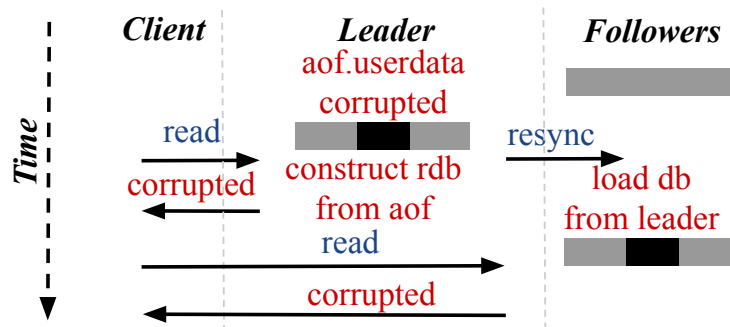 Client
Leader
Followers
aof.userdata
corrupted
read
resync
construct rdb
from aof
corrupted
load db
from leader
read
corrupted
Time